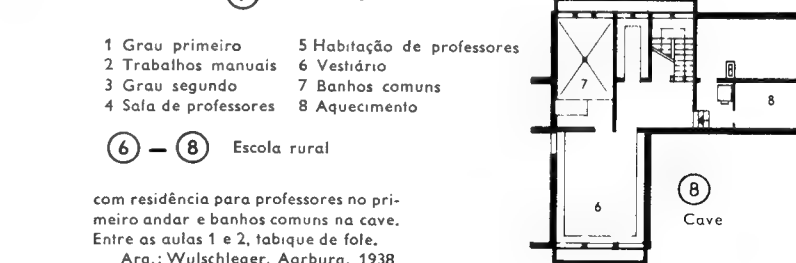 1 Grau primeiro
2 Trabalhos manuais
3 Grau segundo
4 Sala de professores
5 Habitação de professores
6 Vestiário
7 Banhos comuns
8 Aquecimento
6 — 8 Escola rural
com residência para professores no pri-
meiro andar e banhos comuns na cave.
Entre as aulas 1 e 2, tabique de fole.
Arq.: Wulschleger, Aarburg, 1938
7
8
6
8
Cave